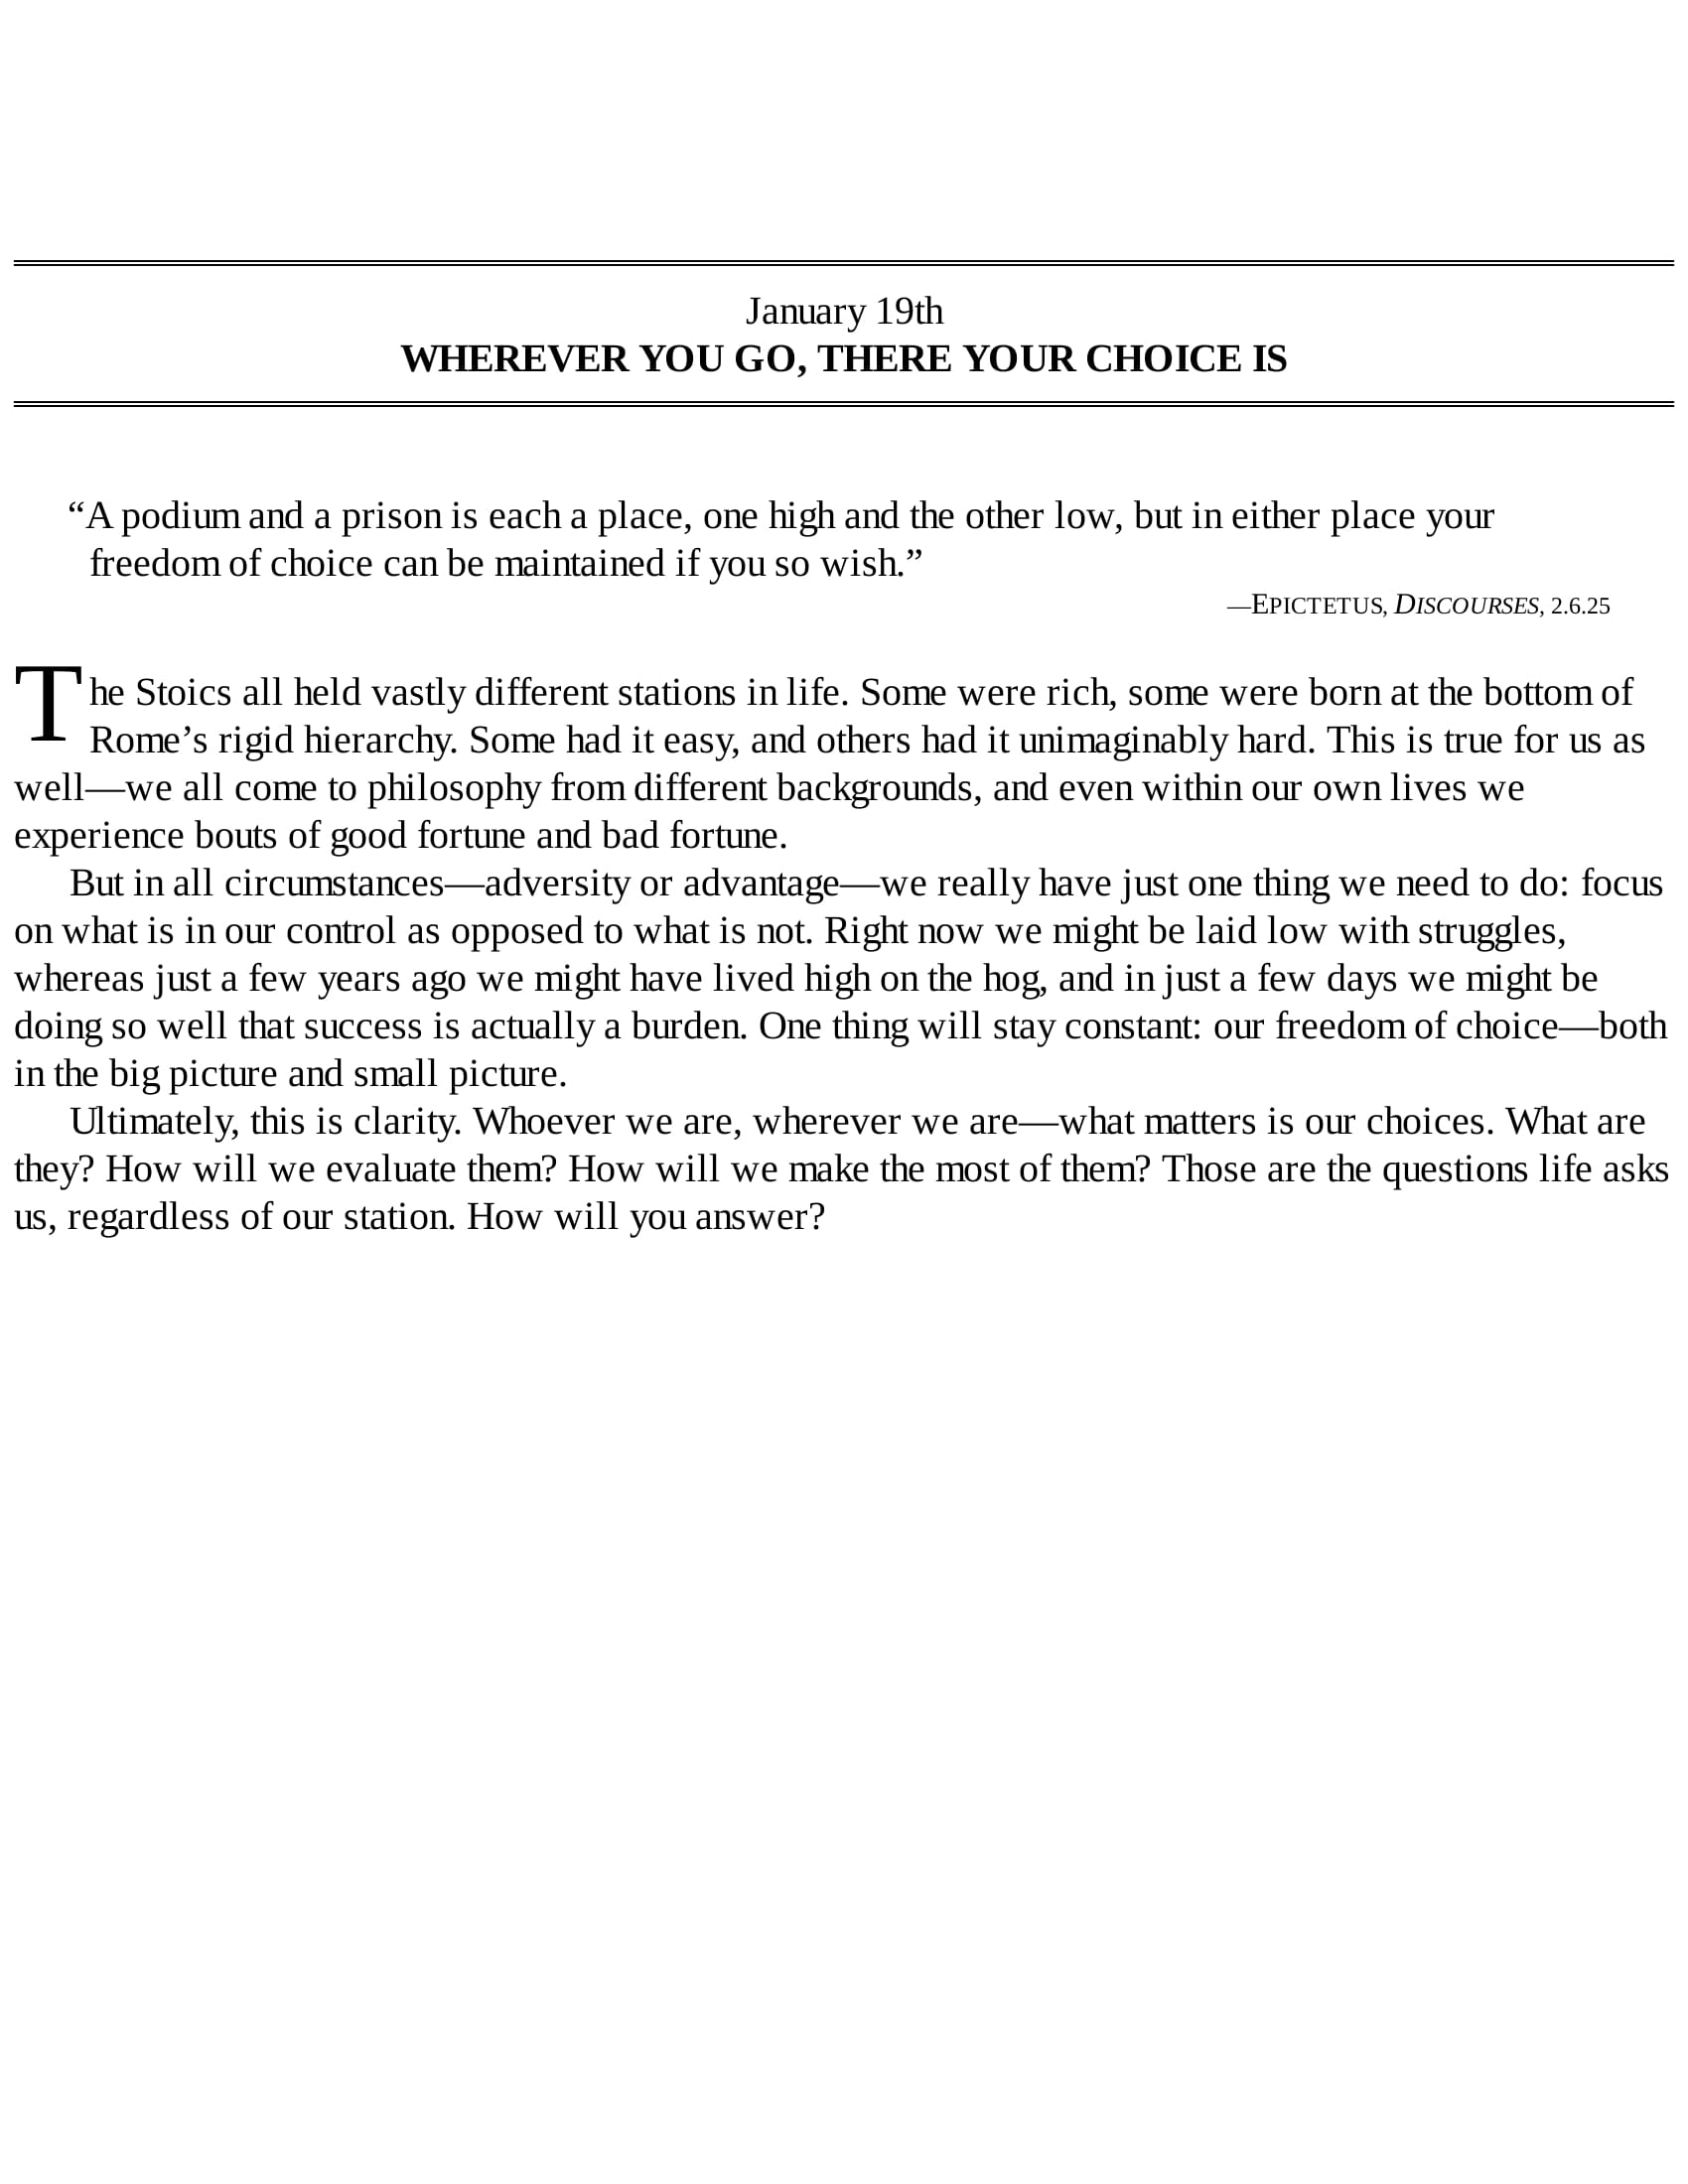 January 19th
WHEREVER YOU GO, THERE YOUR CHOICE IS
“A podium and a prison is each a place, one high and the other low, but in either place your
freedom of choice can be maintained if you so wish.”
—EPICTETUS, DISCOURSES, 2.6.25
The Stoics all held vastly different stations in life. Some were rich, some were born at the bottom of
Rome’s rigid hierarchy. Some had it easy, and others had it unimaginably hard. This is true for us as
well—we all come to philosophy from different backgrounds, and even within our own lives we
experience bouts of good fortune and bad fortune.
But in all circumstances—adversity or advantage—we really have just one thing we need to do: focus
on what is in our control as opposed to what is not. Right now we might be laid low with struggles,
whereas just a few years ago we might have lived high on the hog, and in just a few days we might be
doing so well that success is actually a burden. One thing will stay constant: our freedom of choice—both
in the big picture and small picture.
Ultimately, this is clarity. Whoever we are, wherever we are—what matters is our choices. What are
they? How will we evaluate them? How will we make the most of them? Those are the questions life asks
us, regardless of our station. How will you answer?